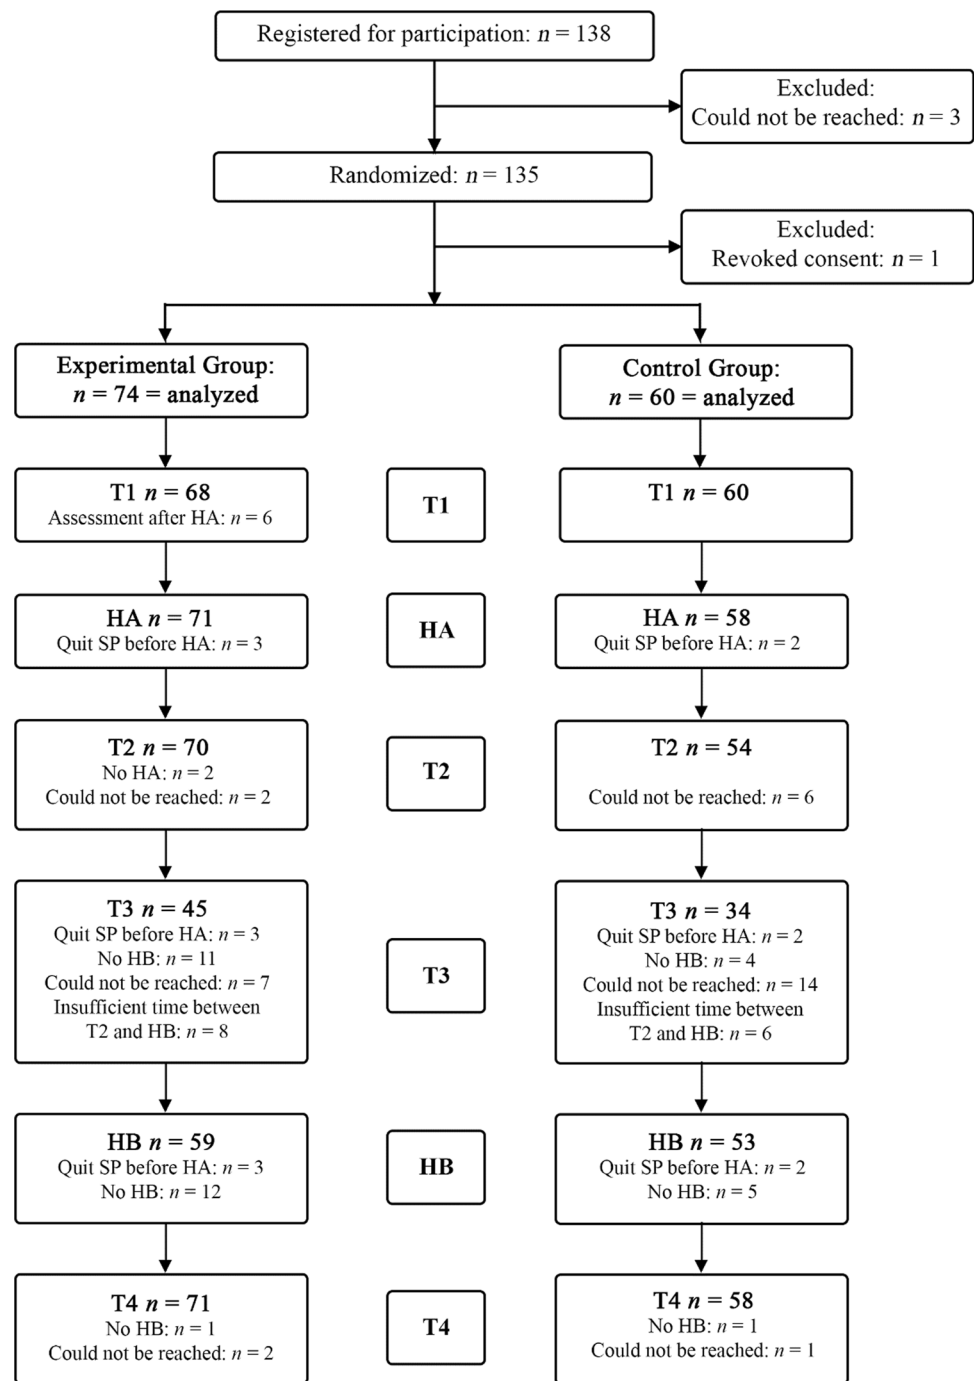 Registered for participation: n = 138
Excluded:
Could not be reached: n = 3
Randomized: n = 135
Excluded:
Revoked consent: n = 1
Experimental Group:
n = 74 = analyzed
Control Group:
n = 60 = analyzed
T1 n = 68
Assessment after HA: n = 6
T1
T1 n = 60
HA n = 71
Quit SP before HA: n = 3
HA
HA n = 58
Quit SP before HA: n = 2
T2 n = 70
No HA: n = 2
Could not be reached: n = 2
T2
T2 n = 54
Could not be reached: n = 6
T3 n = 45
Quit SP before HA: n = 3
No HB: n = 11
Could not be reached: n = 7
Insufficient time between
T2 and HB: n = 8
T3
T3 n = 34
Quit SP before HA: n = 2
No HB: n = 4
Could not be reached: n = 14
Insufficient time between
T2 and HB: n = 6
HB n = 59
Quit SP before HA: n = 3
No HB: n = 12
HB
HB n = 53
Quit SP before HA: n = 2
No HB: n = 5
T4 n = 71
No HB: n = 1
Could not be reached: n = 2
T4
T4 n = 58
No HB: n = 1
Could not be reached: n = 1